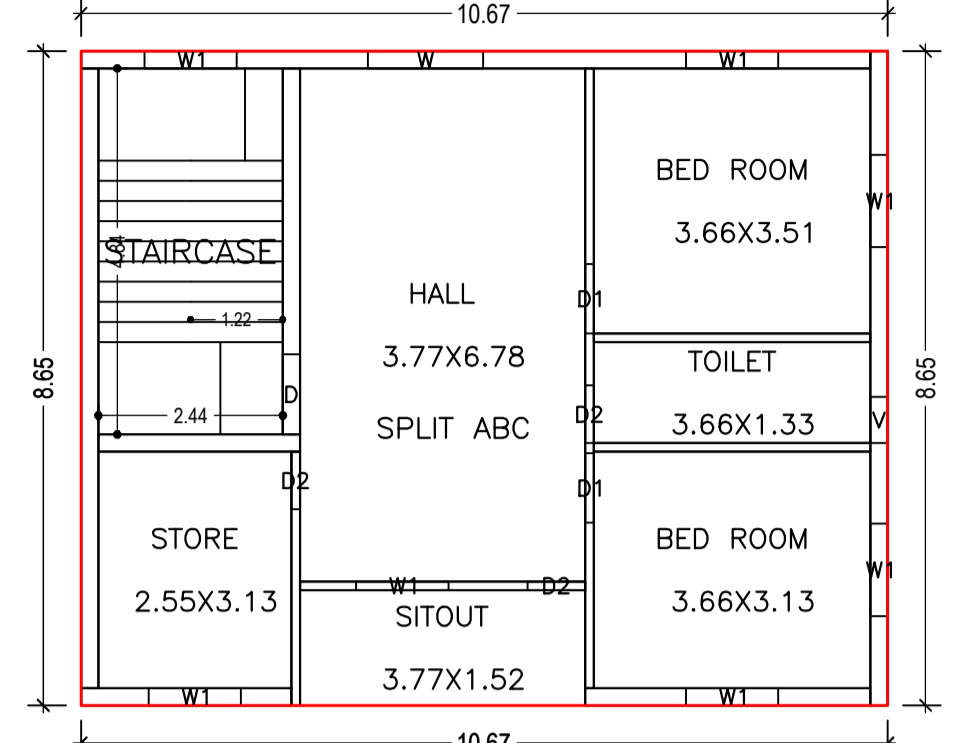 10.67
W1
W
W1
BED ROOM
3.66X3.51
W1
STAIRCASE
4.84
1.22
HALL
3.77X6.78
SPLIT ABC
D1
8.65
8.65
TOILET
3.66X1.33
D
D2
V
2.44
D2
D1
STORE
2.55X3.13
BED ROOM
3.66X3.13
W1
W1
D2
SITOUT
3.77X1.52
W1
W1
10.67